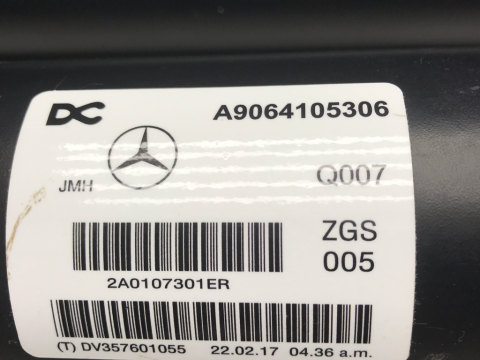 DC A9064105306
JMH Q007
ZGS
005
2A0107301ER
(T) DV357601055 22.02.17 04.36 a.m.